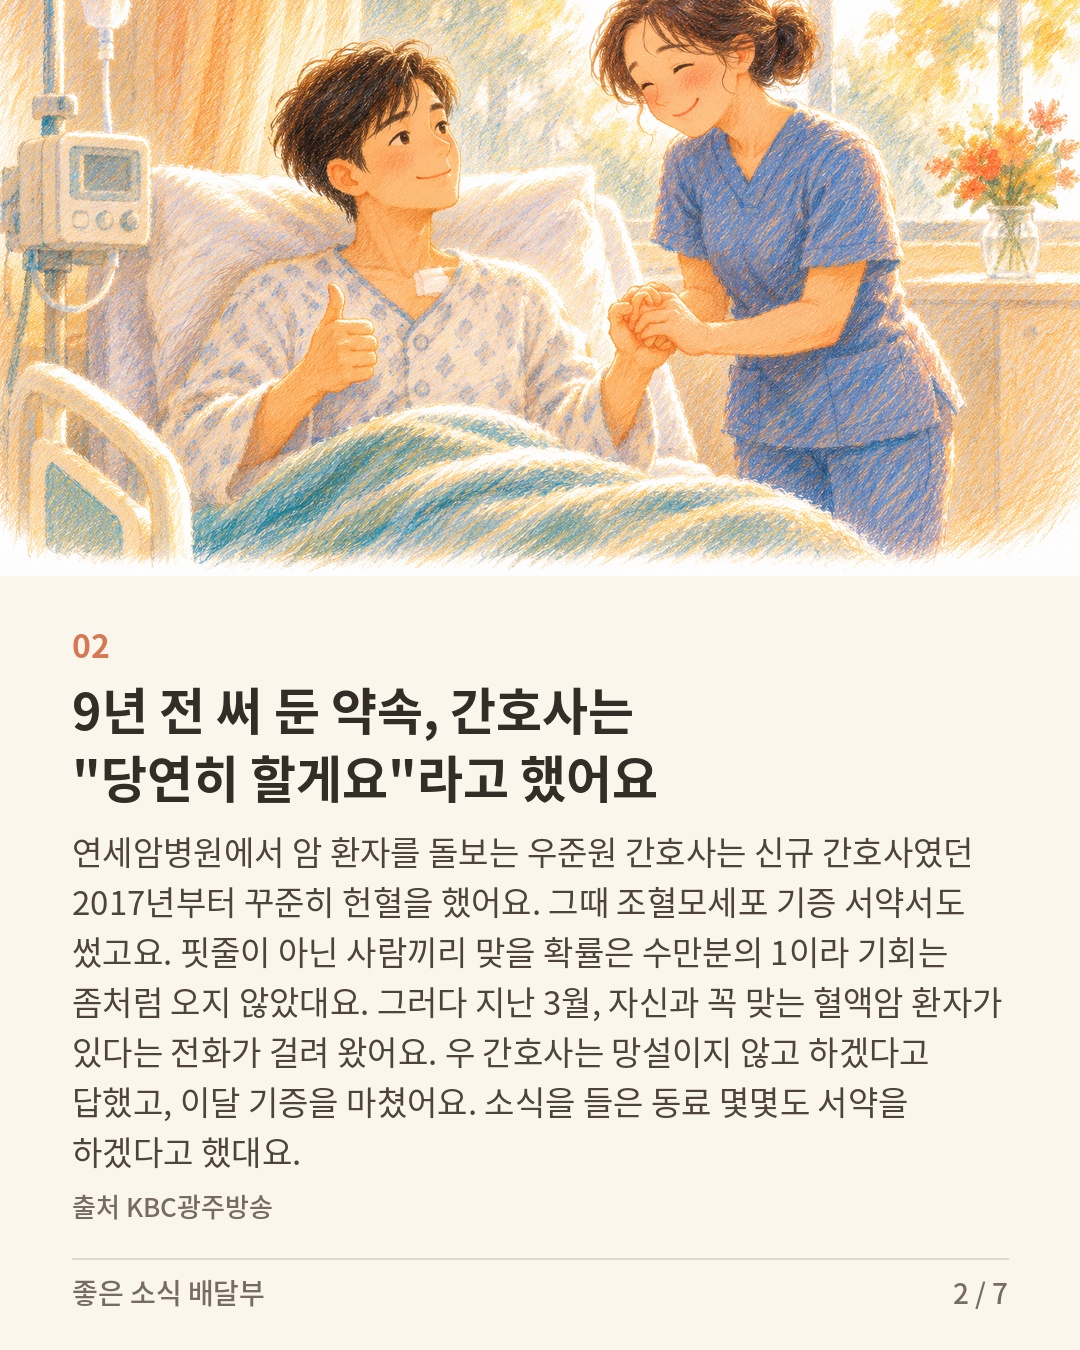 02
9년 전 써 둔 약속, 간호사는
"당연히 할게요"라고 했어요
연세암병원에서 암 환자를 돌보는 우준원 간호사는 신규 간호사였던
2017년부터 꾸준히 헌혈을 했어요. 그때 조혈모세포 기증 서약서도
썼고요. 핏줄이 아닌 사람끼리 맞을 확률은 수만분의 1이라 기회는
좀처럼 오지 않았대요. 그러다 지난 3월, 자신과 꼭 맞는 혈액암 환자가
있다는 전화가 걸려 왔어요. 우 간호사는 망설이지 않고 하겠다고
답했고, 이달 기증을 마쳤어요. 소식을 들은 동료 몇몇도 서약을
하겠다고 했대요.
출처 KBC광주방송
좋은 소식 배달부
2 / 7